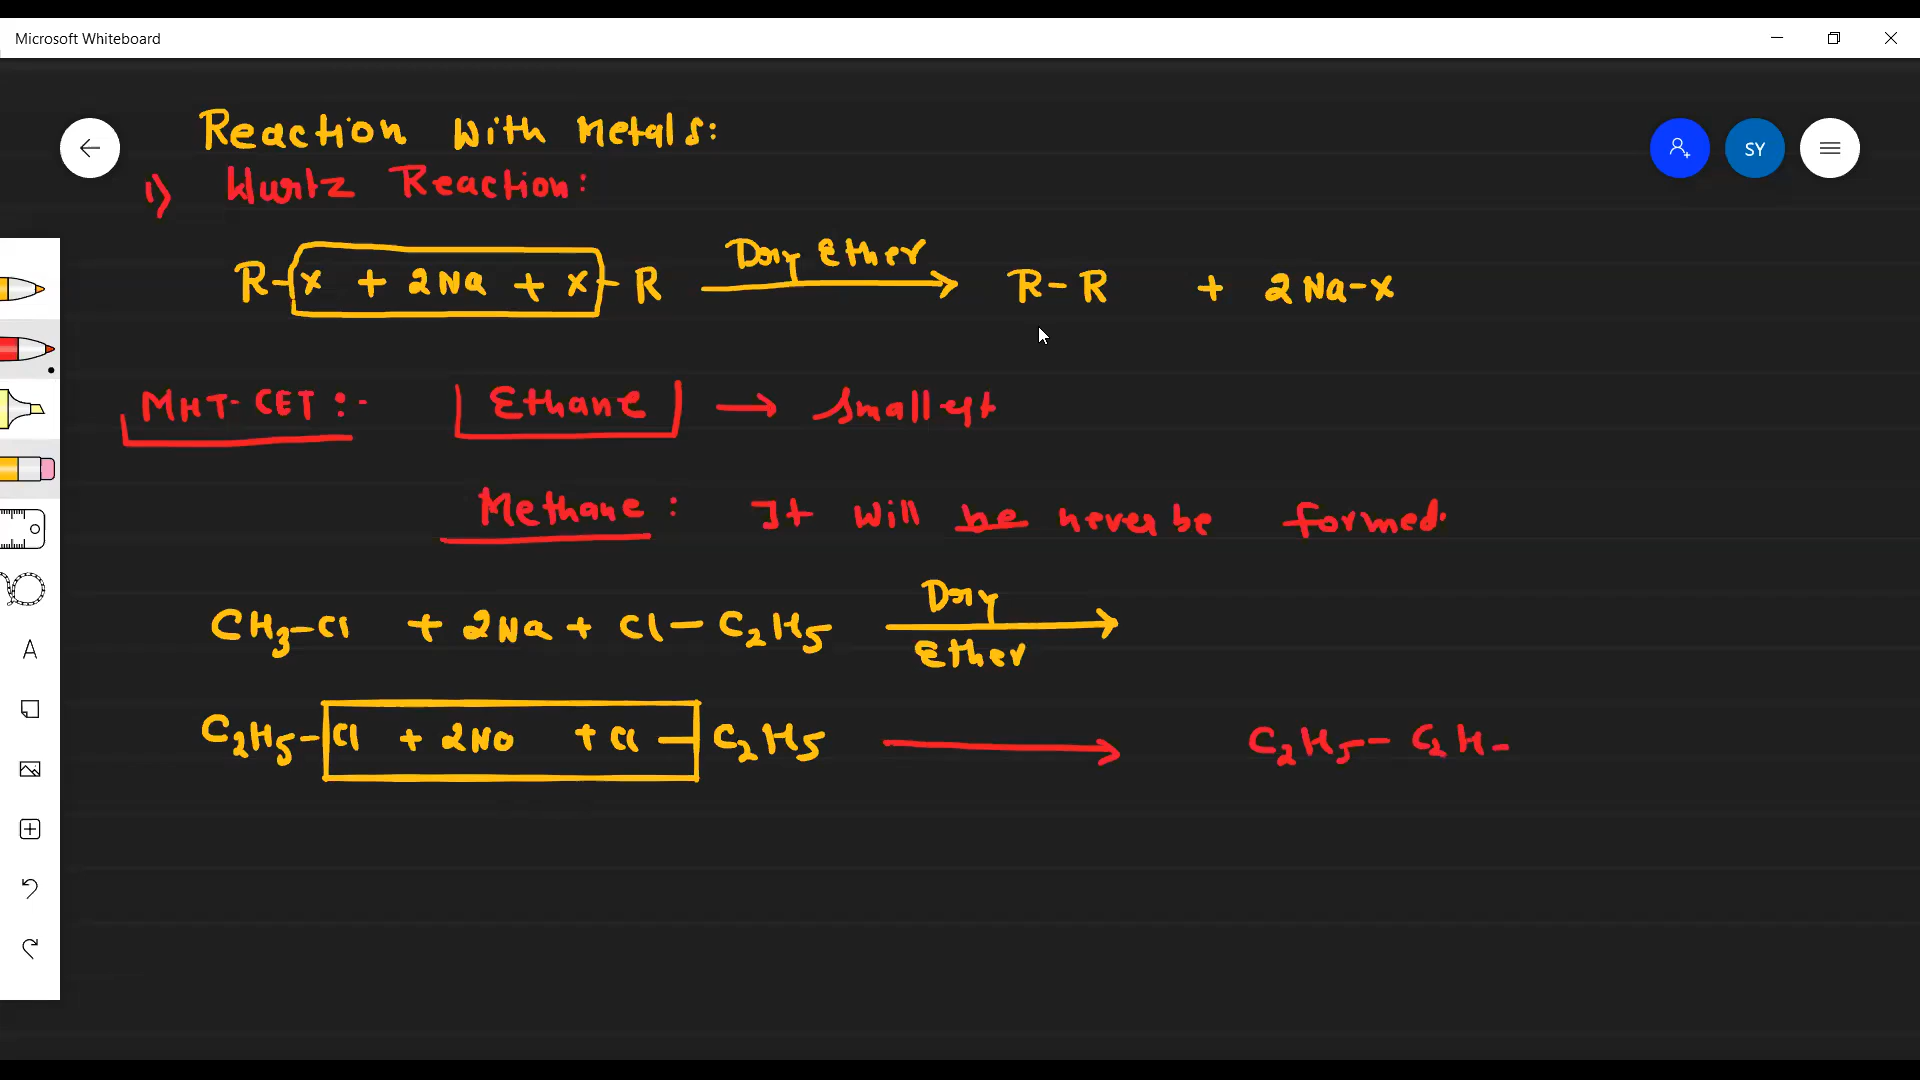 Microsoft Whiteboard
Reaction With Metals:
SY
1) Wurtz Reaction:
R-X + 2Na + X-R Dry Ether → R-R + 2Na-X
MHT-CET :- Ethane → Smallest
Methane : It will be never be formed.
CH3-Cl + 2Na + Cl-C2H5 Dry Ether →
C2H5-Cl + 2Na + Cl-C2H5 → C2H5-C2H-
A